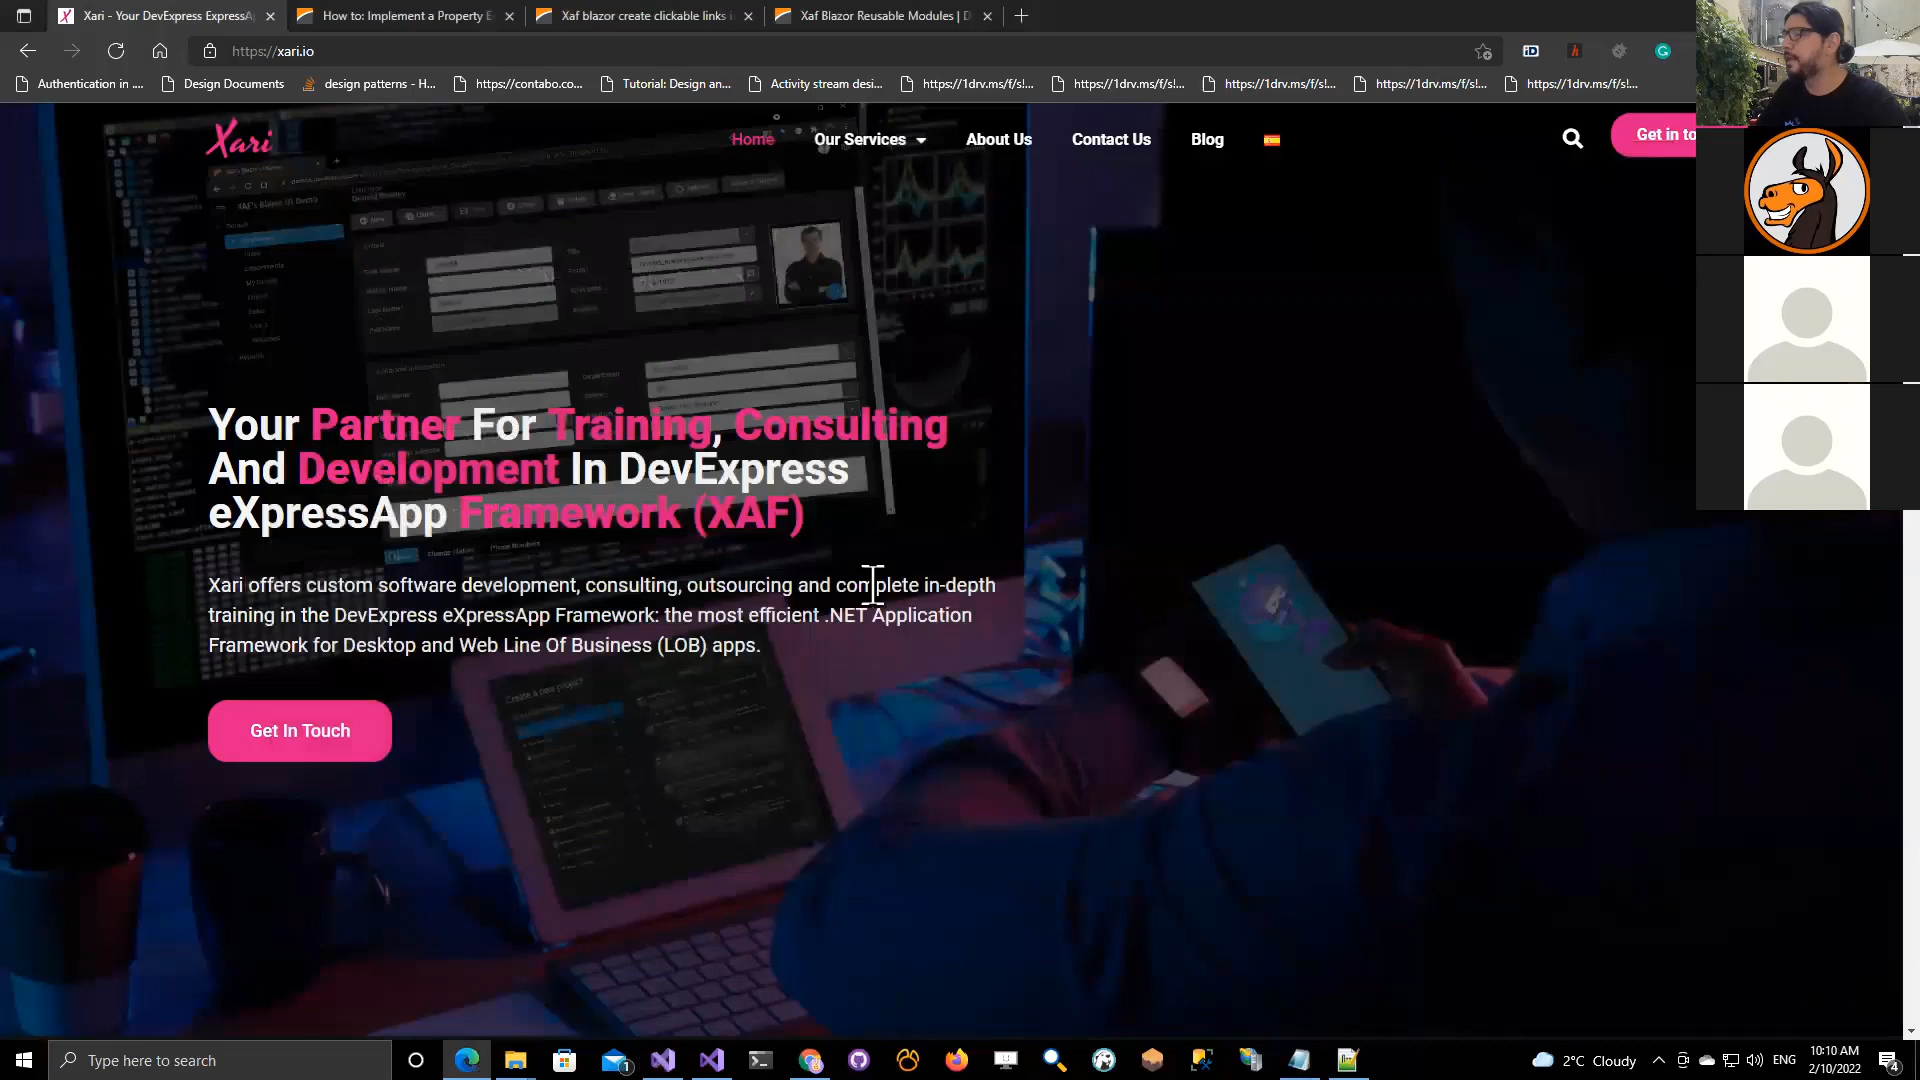 Xari - Your DevExpress ExpressA
How to: Implement a Property E
Xaf blazor create clickable links i
Xaf Blazor Reusable Modules | D
https://xari.io
Authentication in ....
Design Documents
design patterns - H...
https://contabo.co...
Tutorial: Design an...
Activity stream desi...
https://1drv.ms/f/s!...
https://1drv.ms/f/s!...
https://1drv.ms/f/s!...
https://1drv.ms/f/s!...
https://1drv.ms/f/s!...
Xari
Home
Our Services
About Us
Contact Us
Blog
Get in to
Your Partner For Training, Consulting
And Development In DevExpress
eXpressApp Framework (XAF)
Xari offers custom software development, consulting, outsourcing and complete in-depth
training in the DevExpress eXpressApp Framework: the most efficient .NET Application
Framework for Desktop and Web Line Of Business (LOB) apps.
Create a new project
Get In Touch
Type here to search
1
2°C Cloudy
ENG
10:10 AM
2/10/2022
4